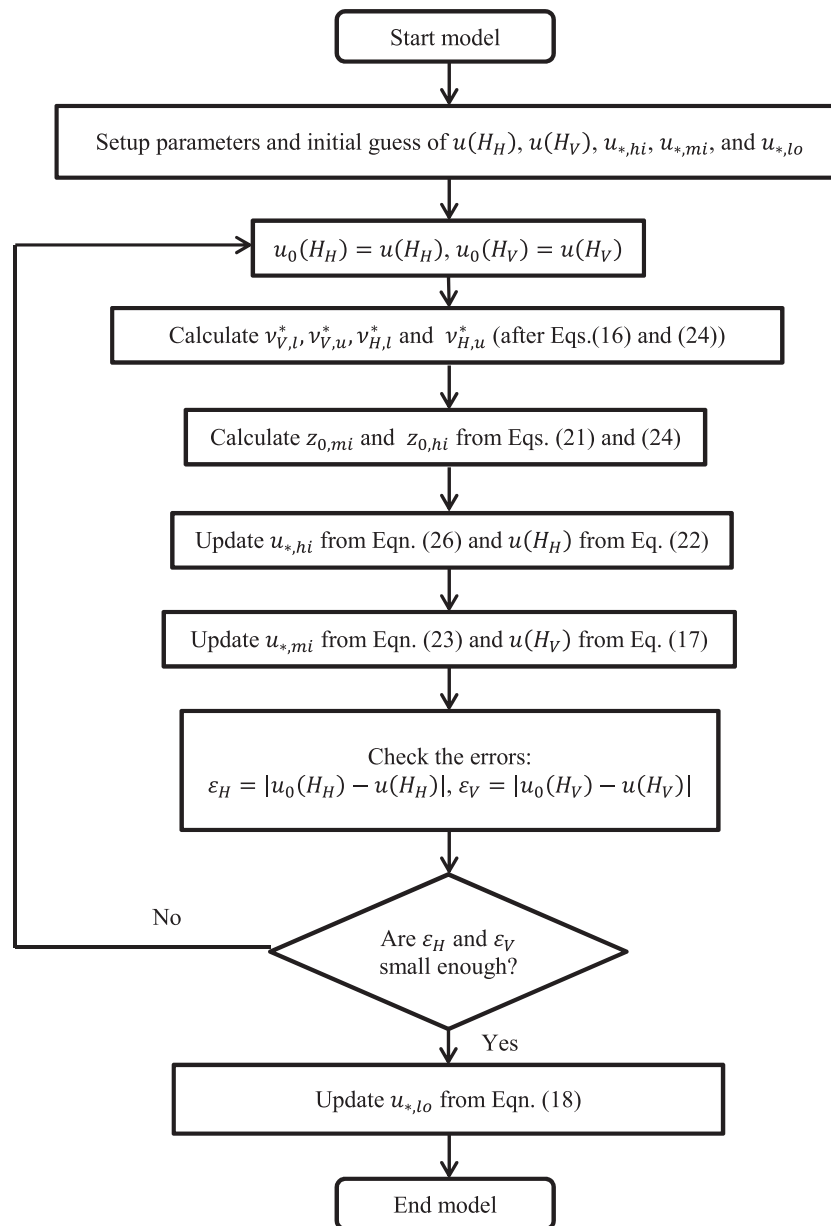 Start model
Setup parameters and initial guess of u(H_H), u(H_V), u_{*,hi}, u_{*,mi}, and u_{*,lo}
u_0(H_H) = u(H_H), u_0(H_V) = u(H_V)
Calculate ν^*_{V,l}, ν^*_{V,u}, ν^*_{H,l} and ν^*_{H,u} (after Eqs.(16) and (24))
Calculate z_{0,mi} and z_{0,hi} from Eqs. (21) and (24)
Update u_{*,hi} from Eqn. (26) and u(H_H) from Eq. (22)
Update u_{*,mi} from Eqn. (23) and u(H_V) from Eq. (17)
Check the errors:
ε_H = |u_0(H_H) − u(H_H)|, ε_V = |u_0(H_V) − u(H_V)|
No
Are ε_H and ε_V
small enough?
Yes
Update u_{*,lo} from Eqn. (18)
End model